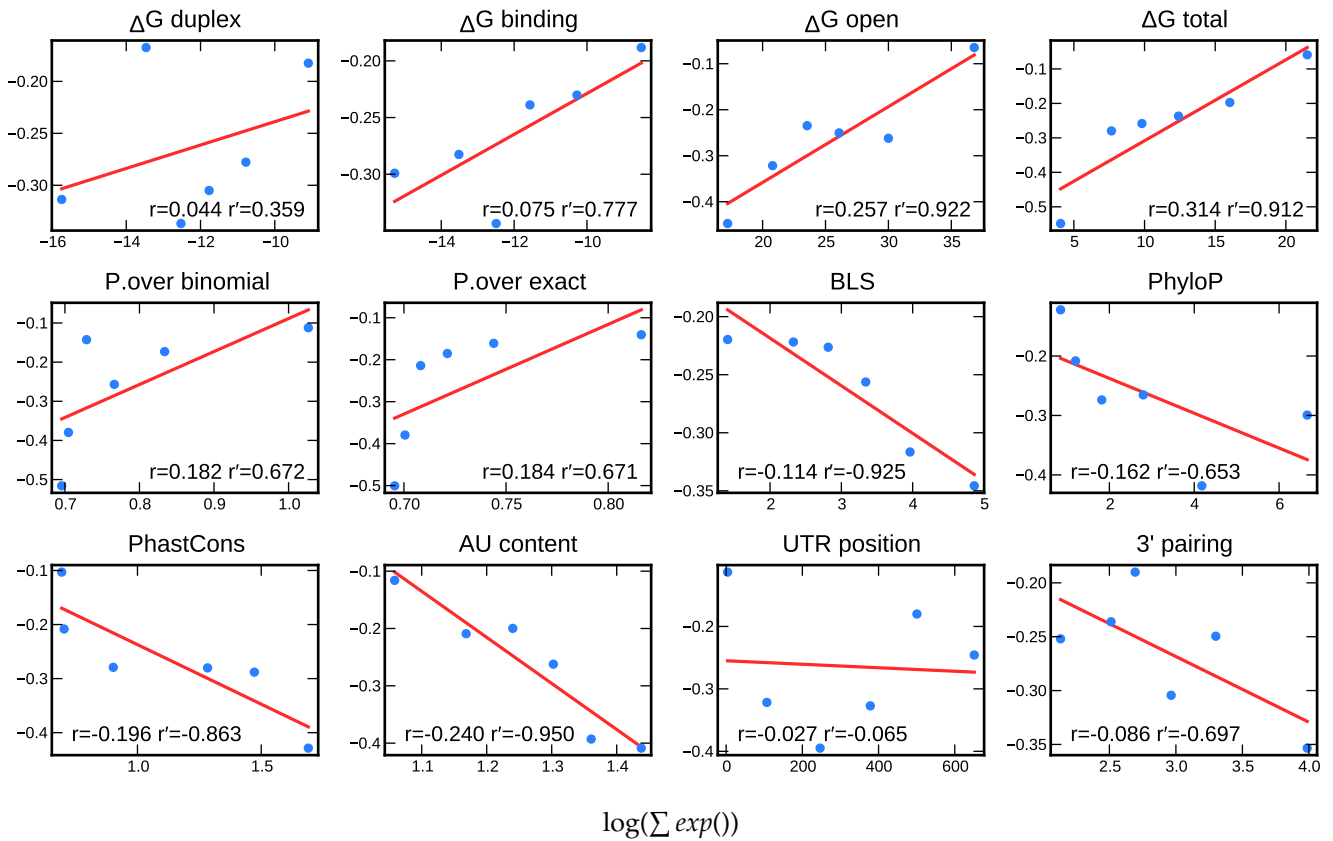 ΔG duplex
−0.20
−0.25
−0.30
−16 −14 −12 −10
r=0.044 r′=0.359
ΔG binding
−0.20
−0.25
−0.30
−14 −12 −10
r=0.075 r′=0.777
ΔG open
−0.1
−0.2
−0.3
−0.4
20 25 30 35
r=0.257 r′=0.922
ΔG total
−0.1
−0.2
−0.3
−0.4
−0.5
5 10 15 20
r=0.314 r′=0.912
P.over binomial
−0.1
−0.2
−0.3
−0.4
−0.5
0.7 0.8 0.9 1.0
r=0.182 r′=0.672
P.over exact
−0.1
−0.2
−0.3
−0.4
−0.5
0.70 0.75 0.80
r=0.184 r′=0.671
BLS
−0.20
−0.25
−0.30
−0.35
2 3 4 5
r=-0.114 r′=-0.925
PhyloP
−0.2
−0.3
−0.4
2 4 6
r=-0.162 r′=-0.653
PhastCons
−0.1
−0.2
−0.3
−0.4
1.0 1.5
r=-0.196 r′=-0.863
AU content
−0.1
−0.2
−0.3
−0.4
1.1 1.2 1.3 1.4
r=-0.240 r′=-0.950
UTR position
−0.2
−0.3
−0.4
0 200 400 600
r=-0.027 r′=-0.065
3' pairing
−0.20
−0.25
−0.30
−0.35
2.5 3.0 3.5 4.0
r=-0.086 r′=-0.697
log(∑ exp())